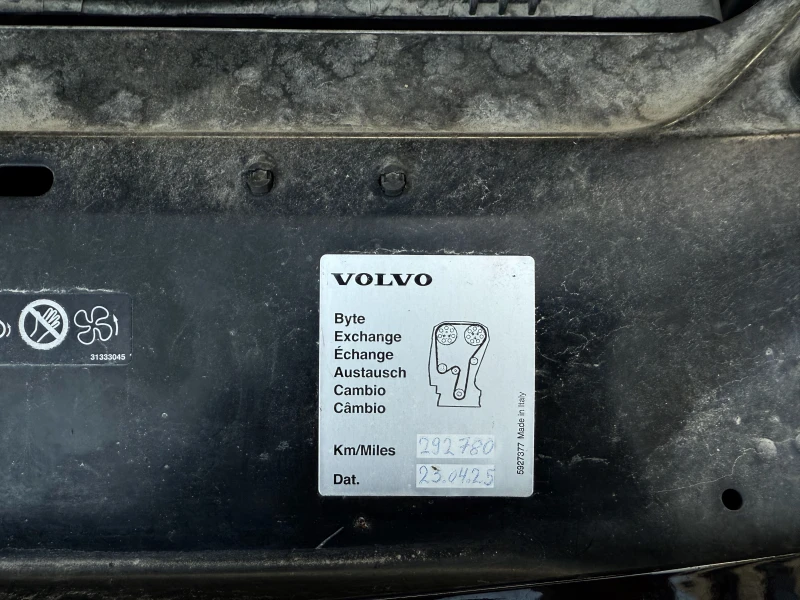 VOLVO
Byte
Exchange
Échange
Austausch
Cambio
Câmbio
Km/Miles 292780
Dat. 23.04.25
5927377 Made in Italy
31333045